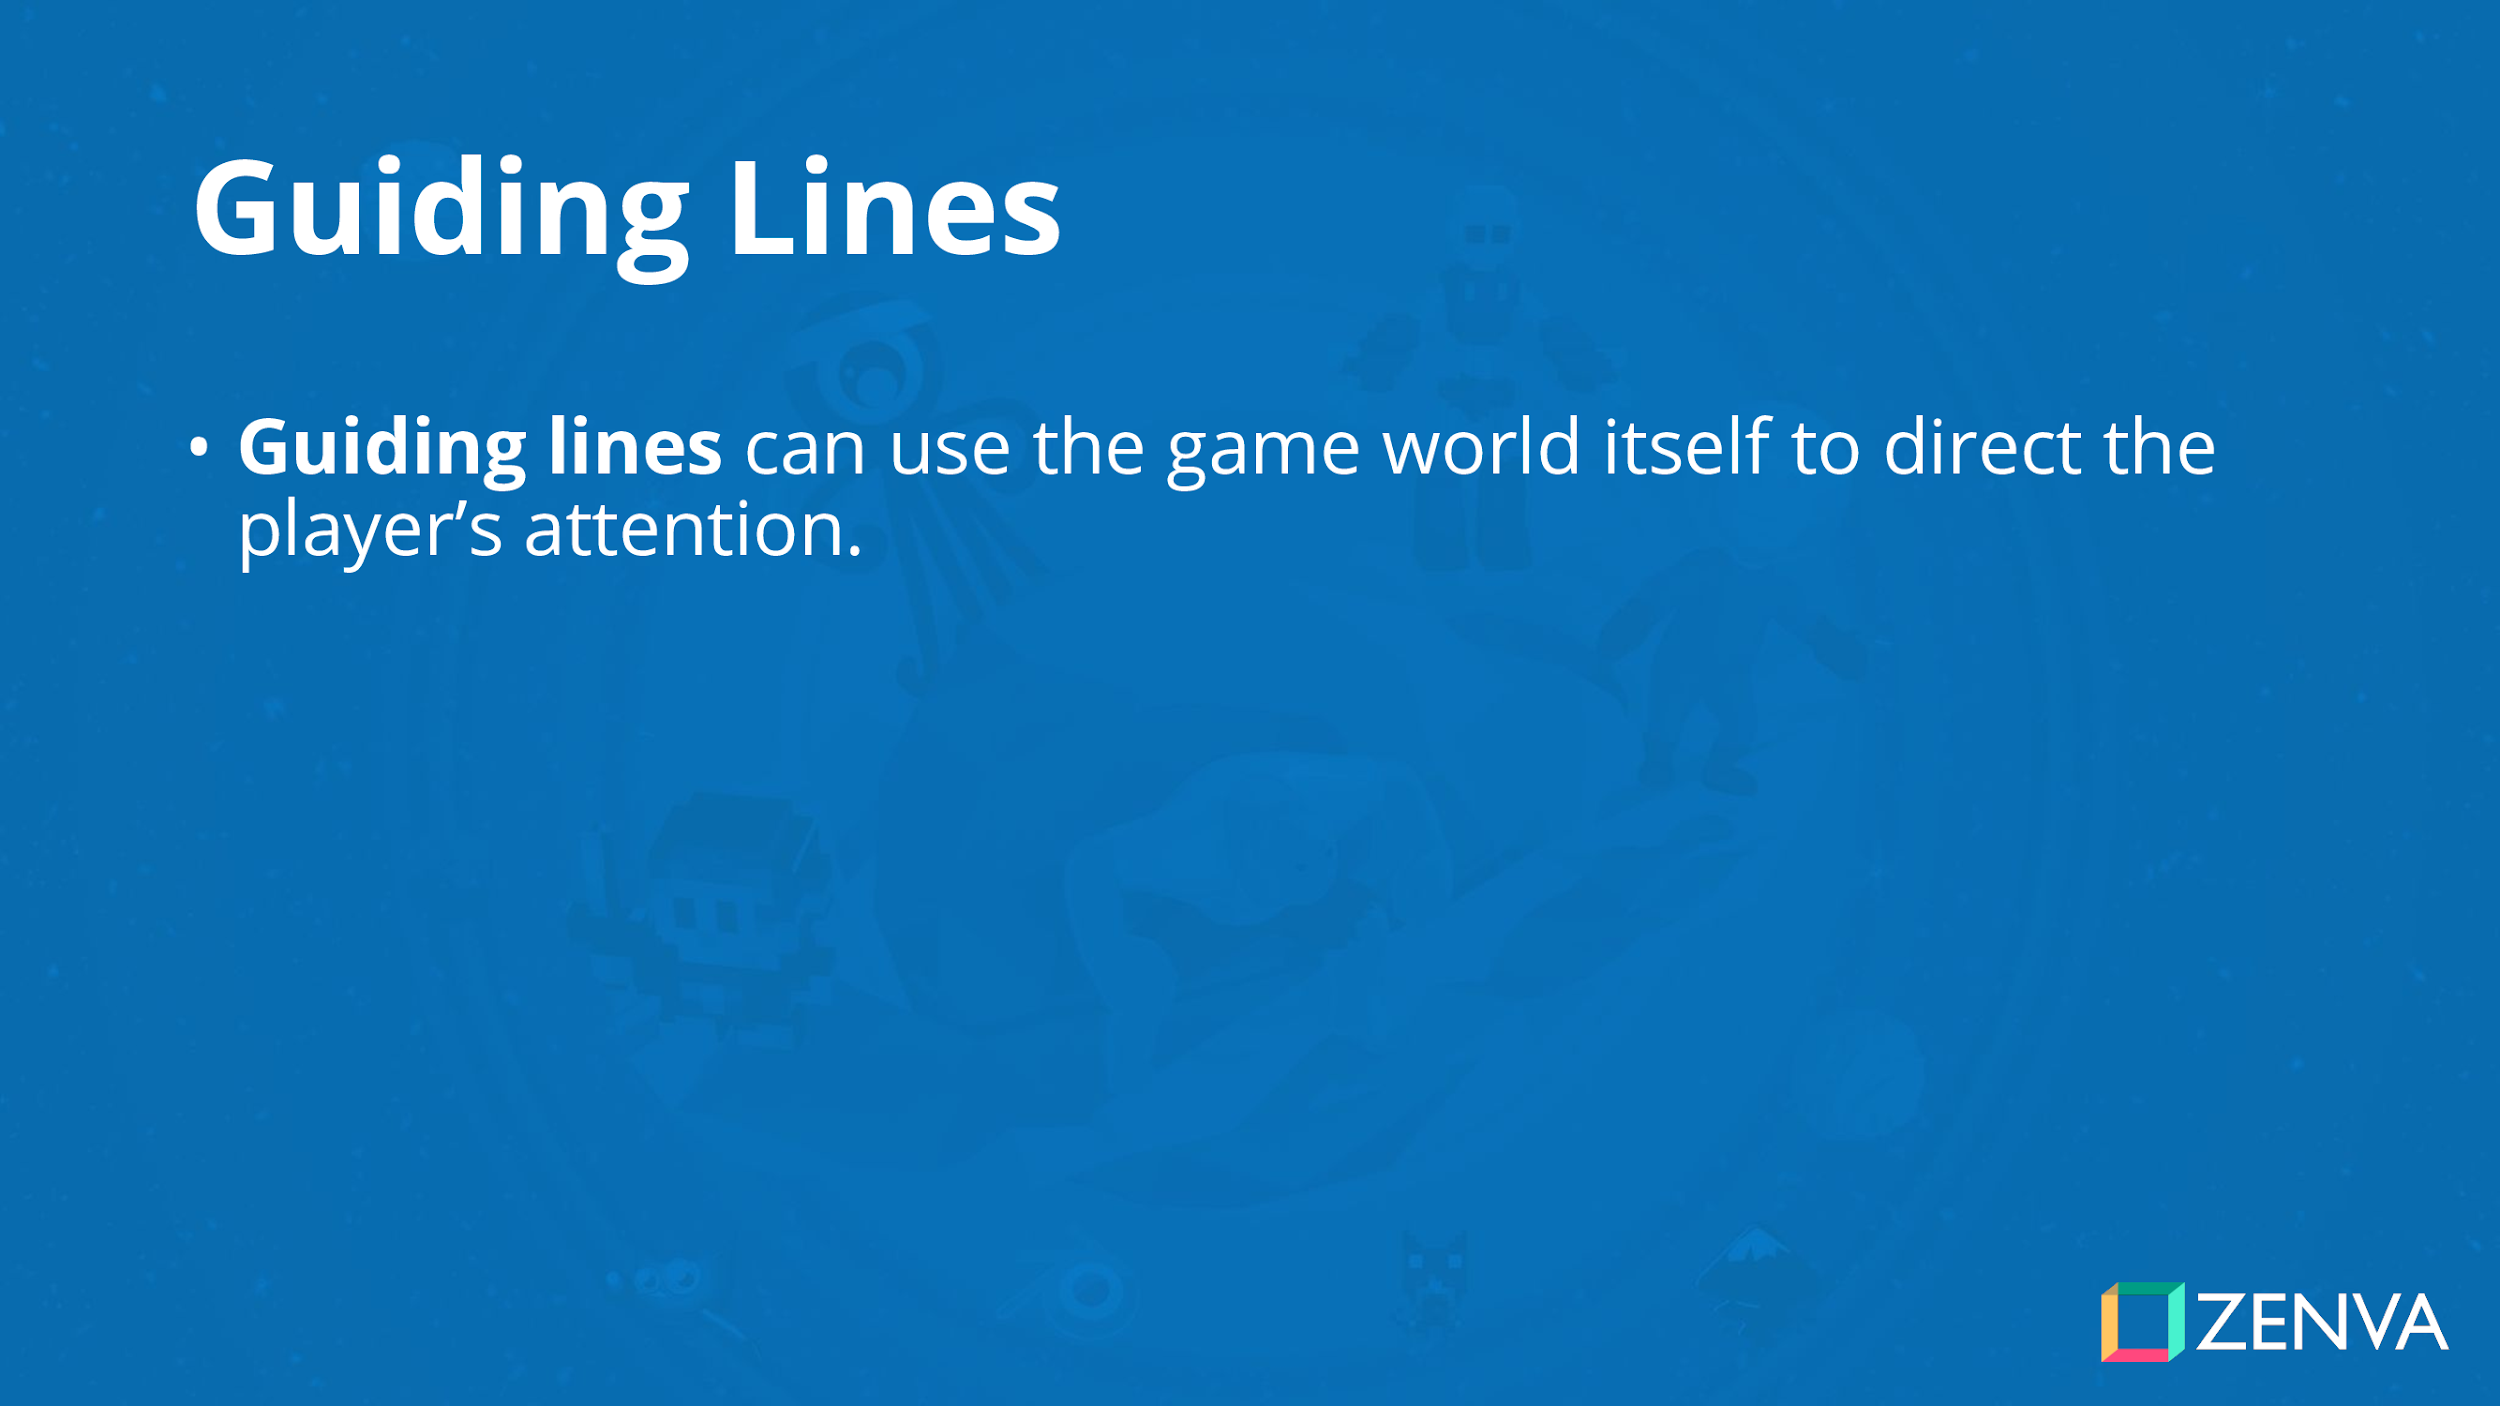 Guiding Lines
• Guiding lines can use the game world itself to direct the
player’s attention.
ZENVA